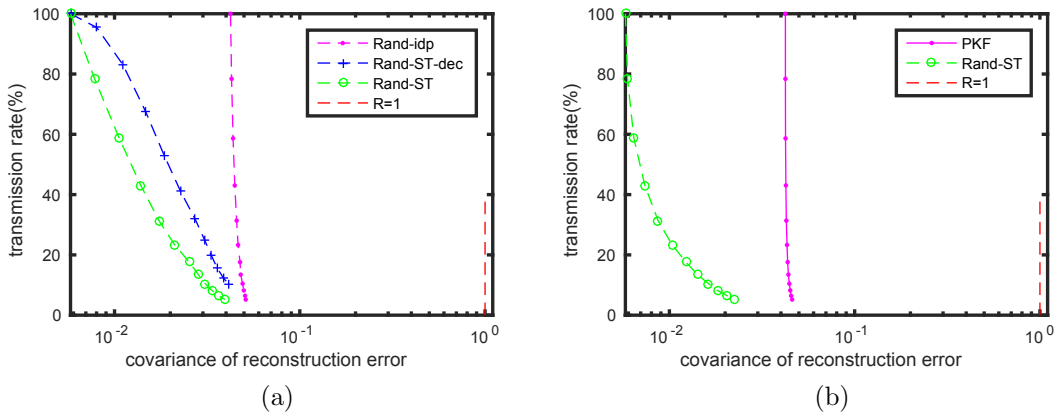 100
80
60
40
20
0
transmission rate(%)
10^-2
10^-1
10^0
covariance of reconstruction error
Rand-idp
Rand-ST-dec
Rand-ST
R=1
(a)
100
80
60
40
20
0
transmission rate(%)
10^-2
10^-1
10^0
covariance of reconstruction error
PKF
Rand-ST
R=1
(b)